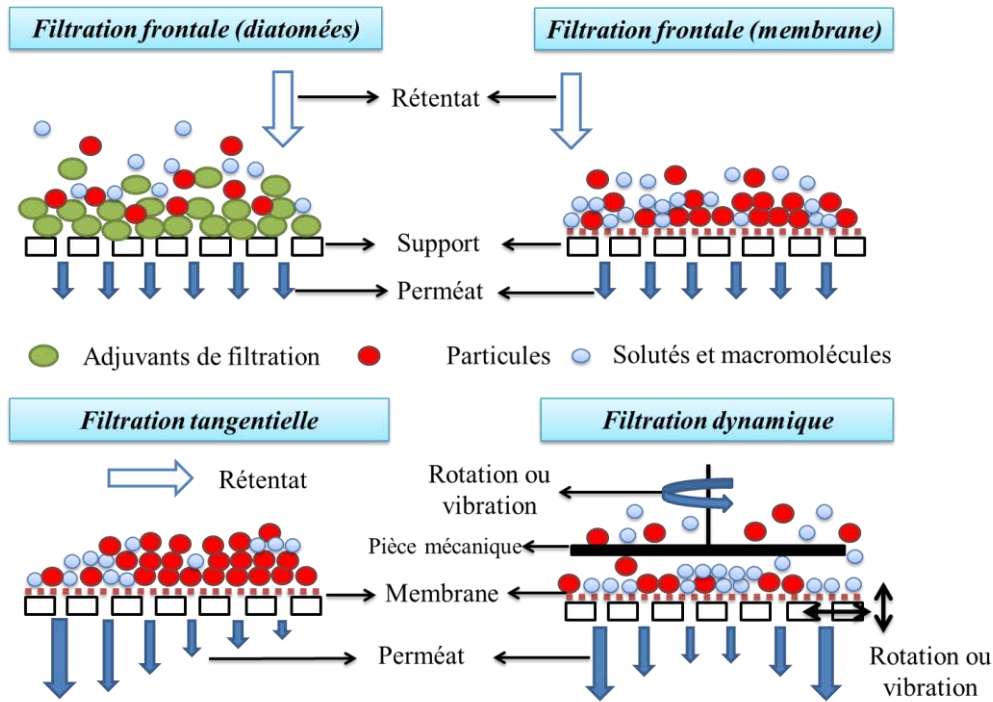 Filtration frontale (diatomées)
Filtration frontale (membrane)
Rétentat
Support
Perméat
Adjuvants de filtration
Particules
Solutés et macromolécules
Filtration tangentielle
Filtration dynamique
Rétentat
Rotation ou
vibration
Pièce mécanique
Membrane
Perméat
Rotation ou
vibration